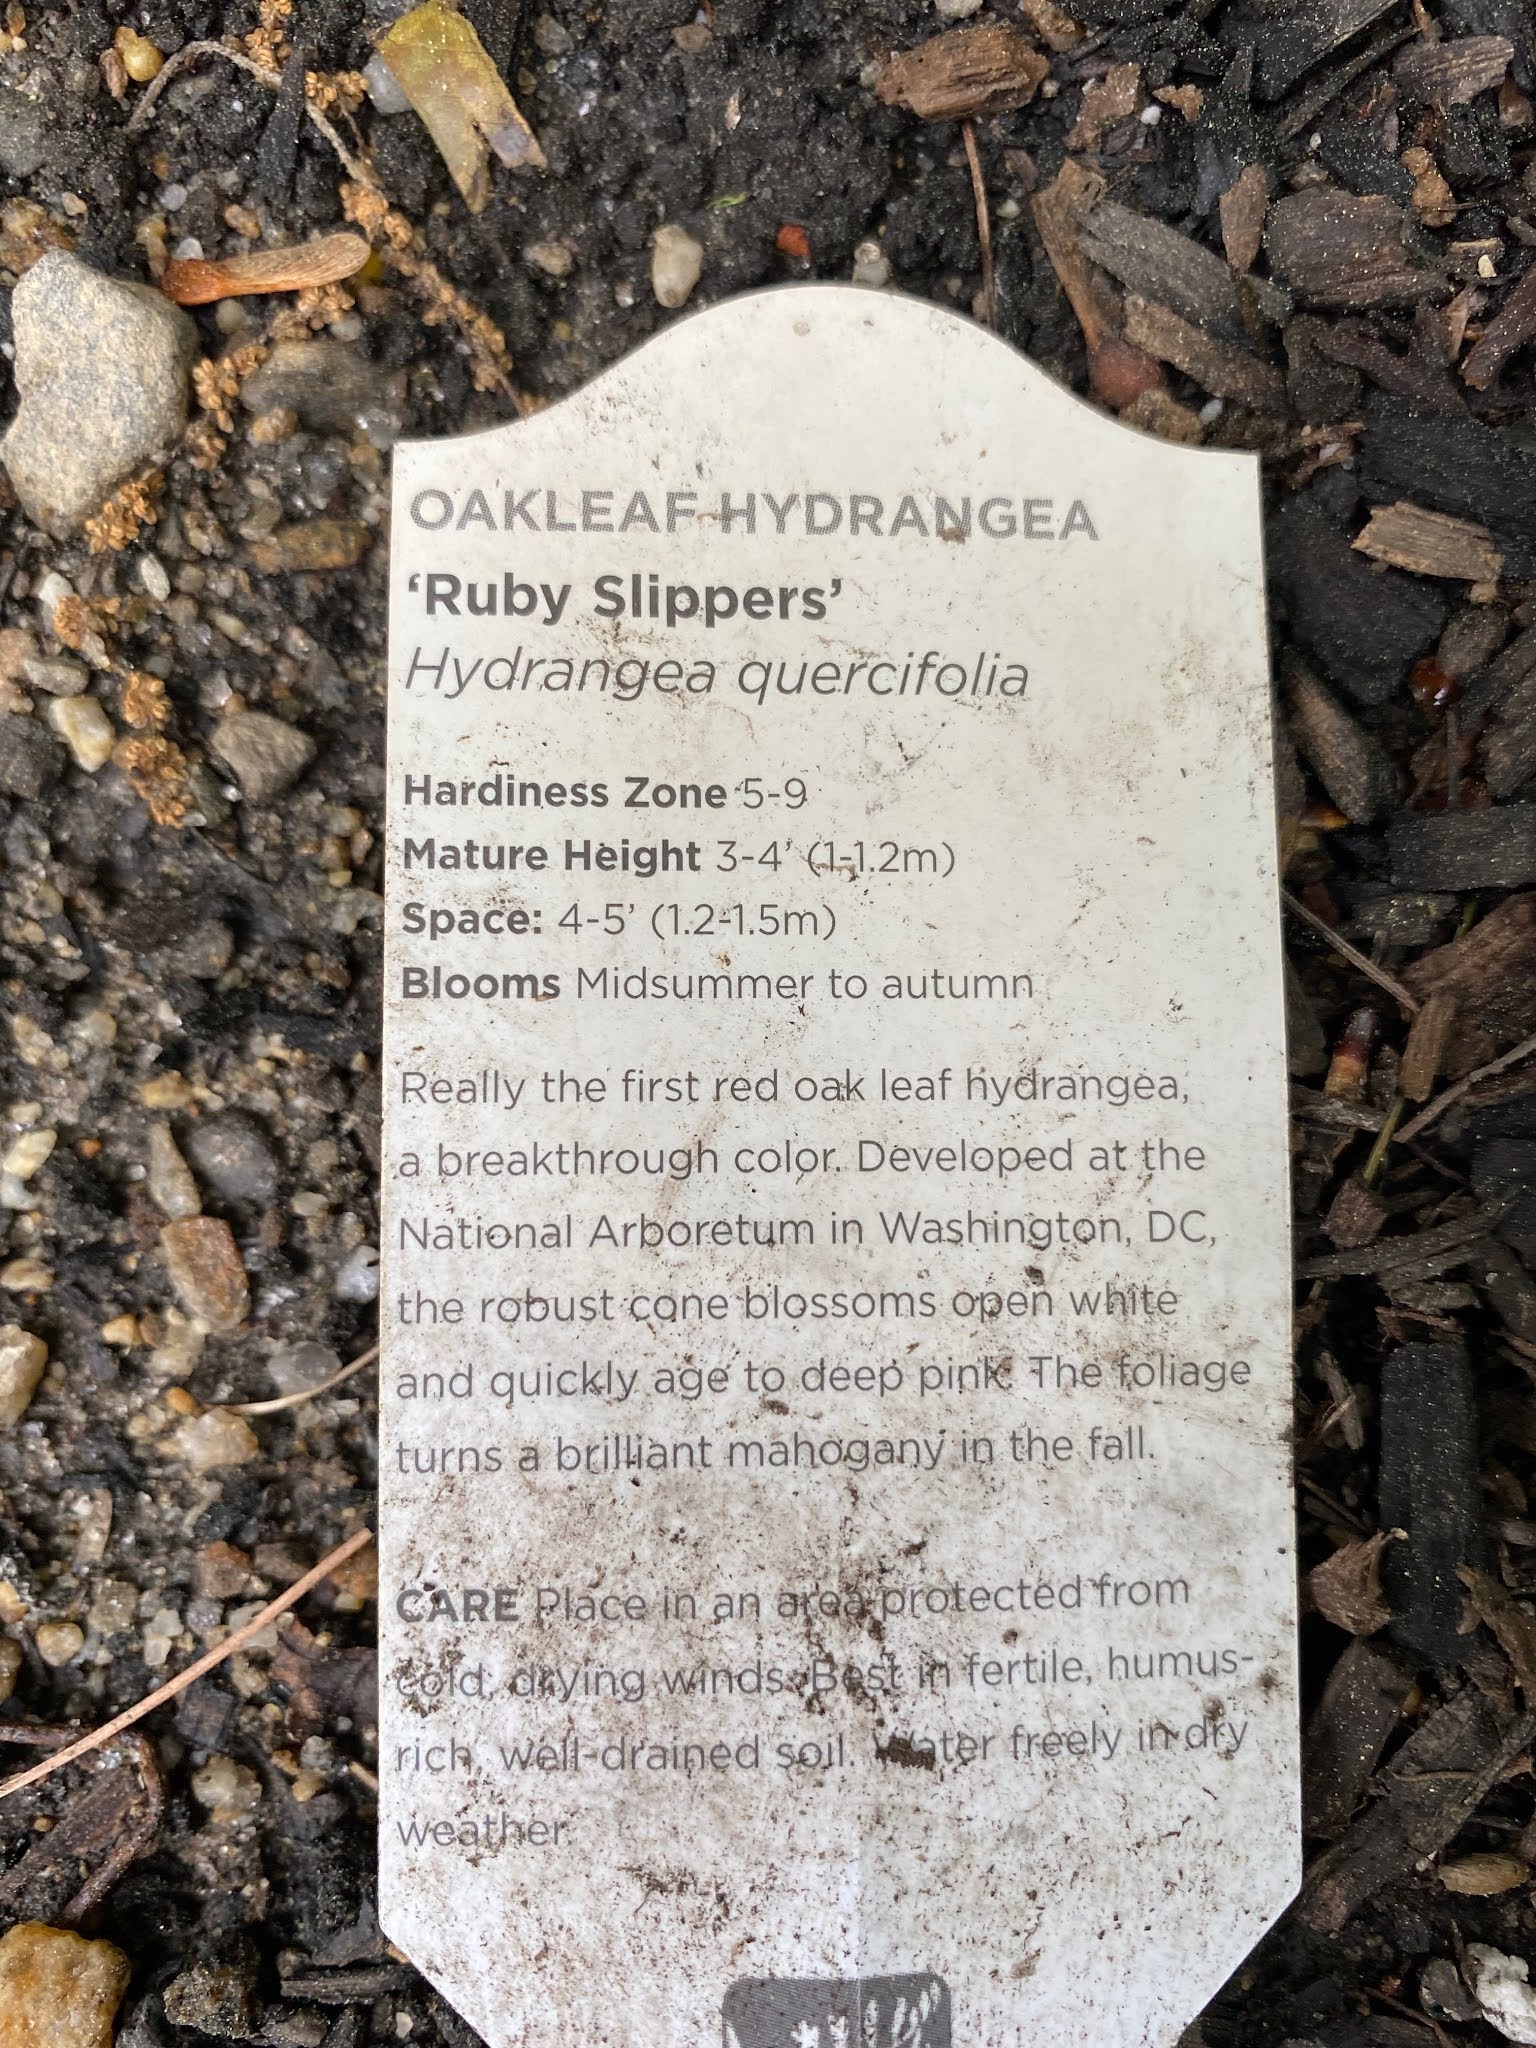 OAKLEAF HYDRANGEA
‘Ruby Slippers’
Hydrangea quercifolia
Hardiness Zone 5-9
Mature Height 3-4’ (1-1.2m)
Space: 4-5’ (1.2-1.5m)
Blooms Midsummer to autumn
Really the first red oak leaf hydrangea,
a breakthrough color. Developed at the
National Arboretum in Washington, DC,
the robust cone blossoms open white
and quickly age to deep pink. The foliage
turns a brilliant mahogany in the fall.
CARE Place in an area protected from
cold, drying winds. Best in fertile, humus-
rich, well-drained soil. Water freely in dry
weather.